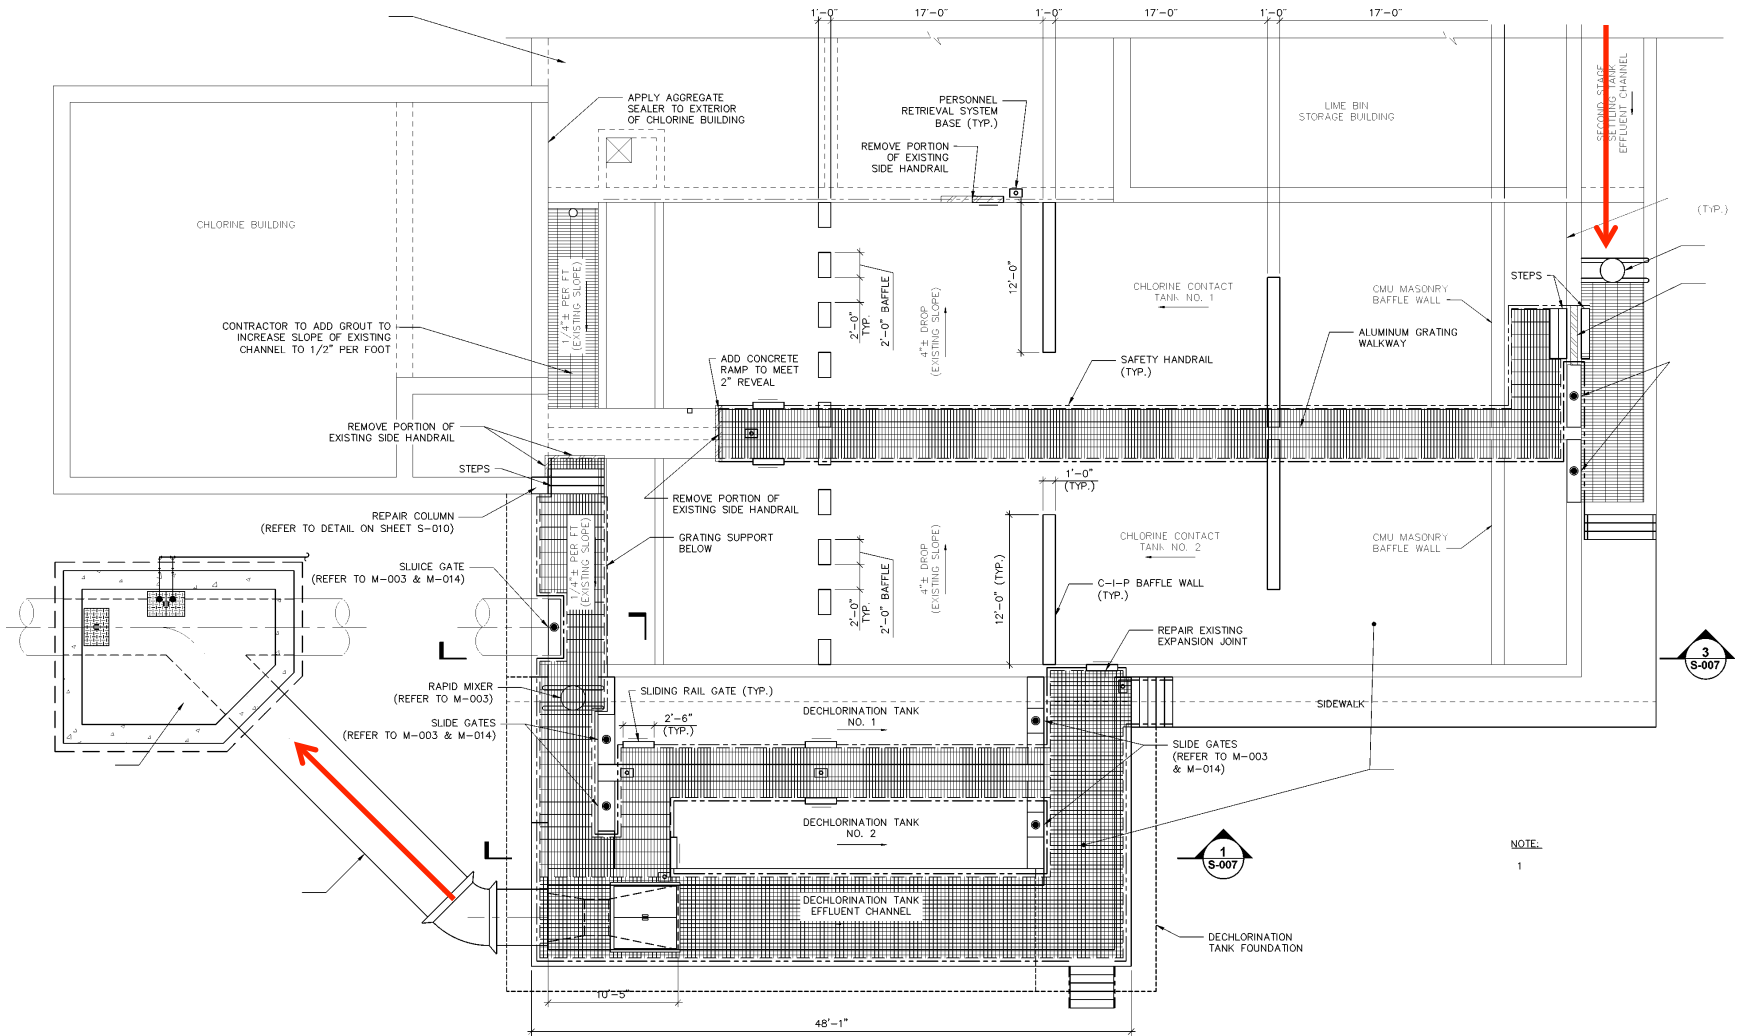 1'-0"
17'-0"
1'-0"
17'-0"
1'-0"
17'-0"
APPLY AGGREGATE
SEALER TO EXTERIOR
OF CHLORINE BUILDING
PERSONNEL
RETRIEVAL SYSTEM
BASE (TYP.)
REMOVE PORTION
OF EXISTING
SIDE HANDRAIL
LIME BIN
STORAGE BUILDING
SECOND STAGE
SETTLING TANK
EFFLUENT CHANNEL
(TYP.)
CHLORINE BUILDING
1/4"± PER FT
(EXISTING SLOPE)
2'-0"
TYP.
2'-0" BAFFLE
4"± DROP
(EXISTING SLOPE)
12'-0"
CHLORINE CONTACT
TANK NO. 1
CMU MASONRY
BAFFLE WALL
STEPS
CONTRACTOR TO ADD GROUT TO
INCREASE SLOPE OF EXISTING
CHANNEL TO 1/2" PER FOOT
ADD CONCRETE
RAMP TO MEET
2" REVEAL
SAFETY HANDRAIL
(TYP.)
ALUMINUM GRATING
WALKWAY
REMOVE PORTION OF
EXISTING SIDE HANDRAIL
STEPS
REPAIR COLUMN
(REFER TO DETAIL ON SHEET S-010)
REMOVE PORTION OF
EXISTING SIDE HANDRAIL
1'-0"
(TYP.)
GRATING SUPPORT
BELOW
1/4"± PER FT
(EXISTING SLOPE)
2'-0"
TYP.
2'-0" BAFFLE
4"± DROP
(EXISTING SLOPE)
12'-0" (TYP.)
CHLORINE CONTACT
TANK NO. 2
CMU MASONRY
BAFFLE WALL
SLUICE GATE
(REFER TO M-003 & M-014)
C-I-P BAFFLE WALL
(TYP.)
REPAIR EXISTING
EXPANSION JOINT
3
S-007
RAPID MIXER
(REFER TO M-003)
SLIDING RAIL GATE (TYP.)
SLIDE GATES
(REFER TO M-003 & M-014)
2'-6"
(TYP.)
DECHLORINATION TANK
NO. 1
SIDEWALK
SLIDE GATES
(REFER TO M-003
& M-014)
DECHLORINATION TANK
NO. 2
1
S-007
NOTE:
1
DECHLORINATION TANK
EFFLUENT CHANNEL
DECHLORINATION
TANK FOUNDATION
10'-5"
48'-1"